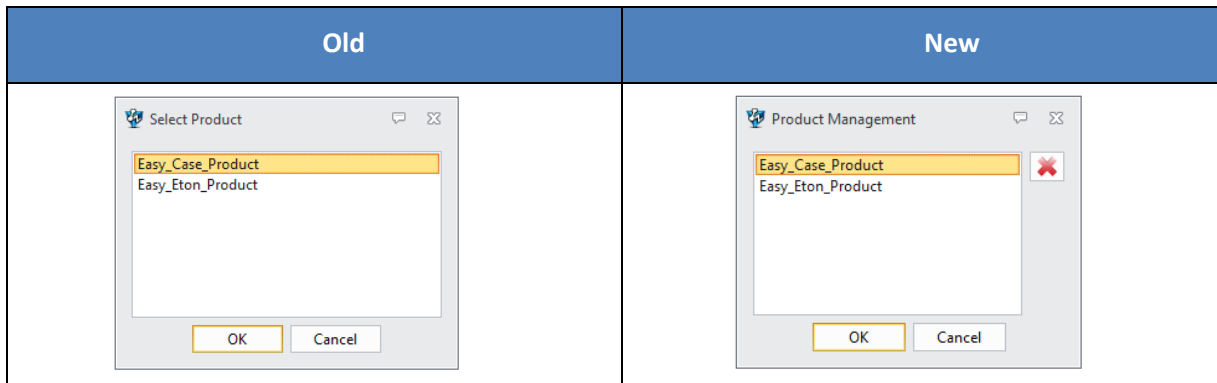 Old
New
Select Product
Easy_Case_Product
Easy_Eton_Product
OK Cancel
Product Management
Easy_Case_Product
Easy_Eton_Product
OK Cancel